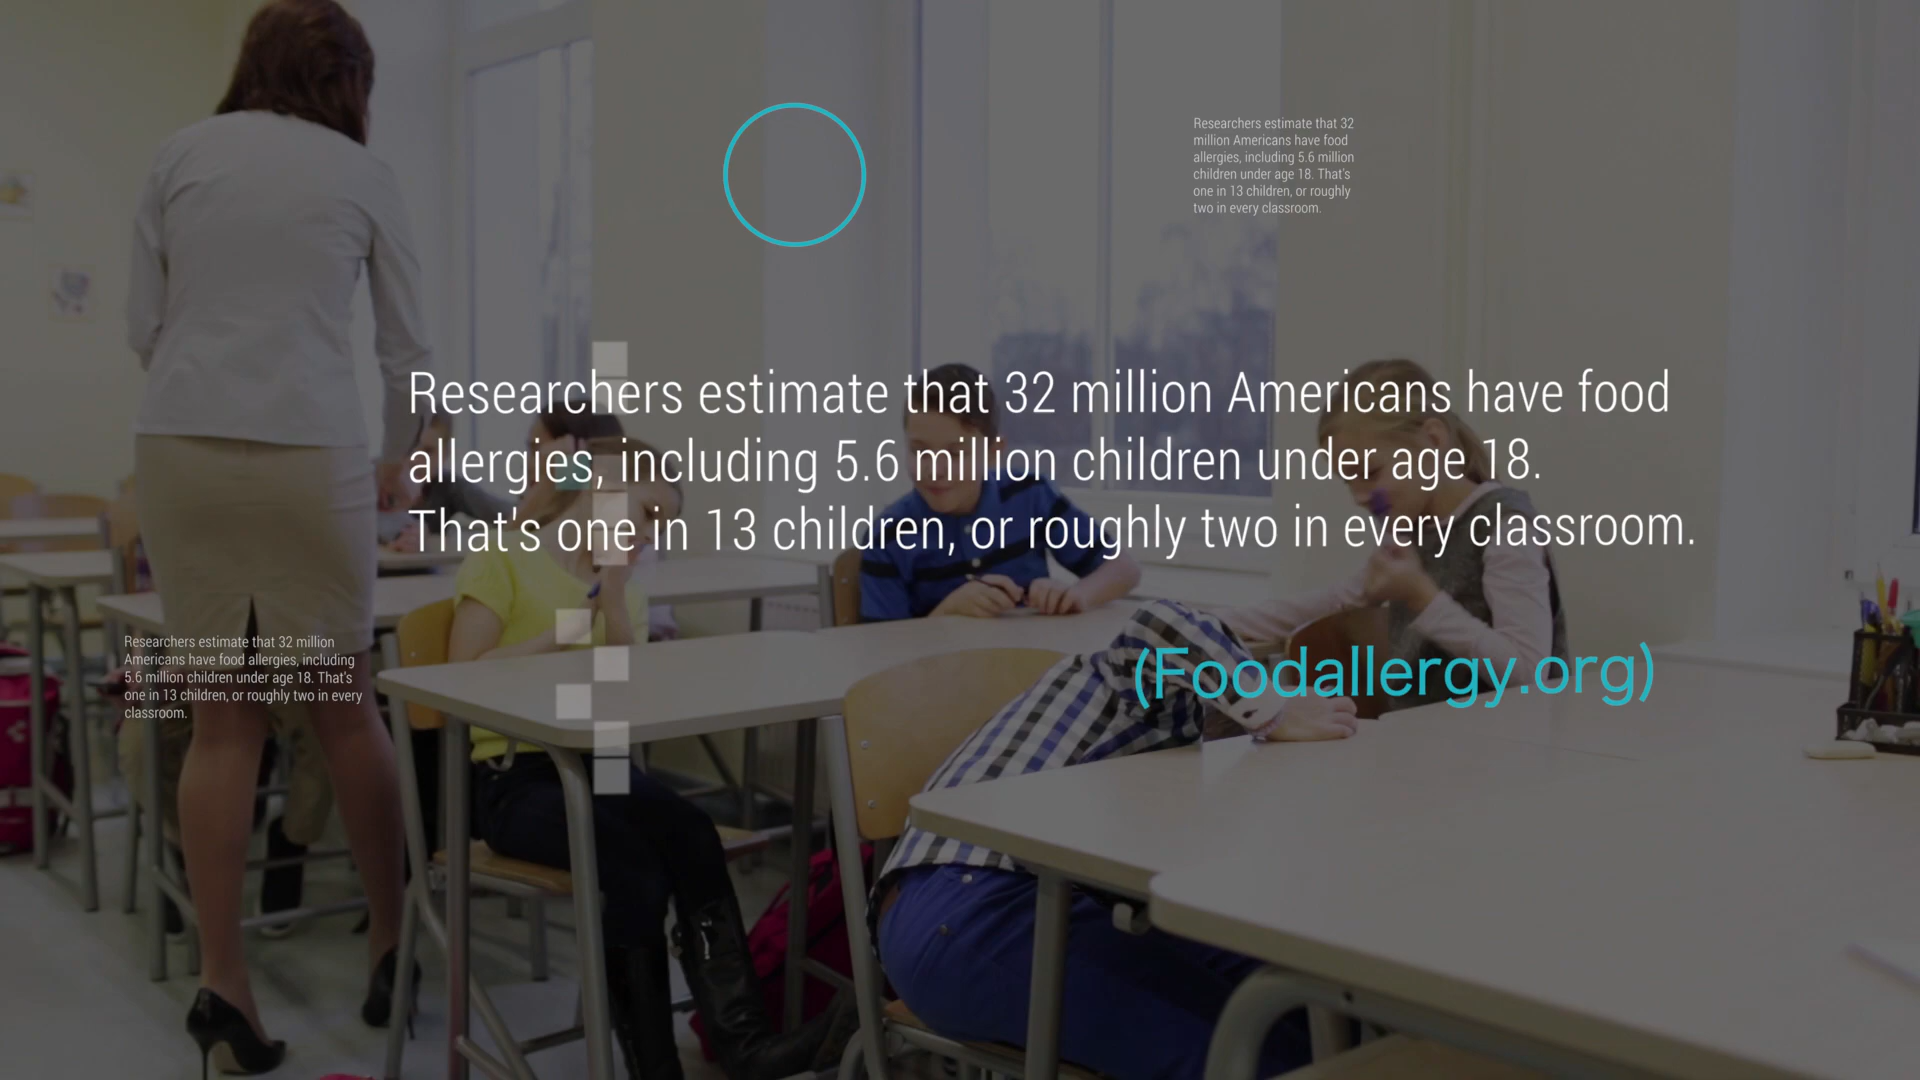 Researchers estimate that 32
million Americans have food
allergies, including 5.6 million
children under age 18. That's
one in 13 children, or roughly
two in every classroom.
Researchers estimate that 32 million Americans have food
allergies, including 5.6 million children under age 18.
That's one in 13 children, or roughly two in every classroom.
Researchers estimate that 32 million
Americans have food allergies, including
5.6 million children under age 18. That's
one in 13 children, or roughly two in every
classroom.
(Foodallergy.org)